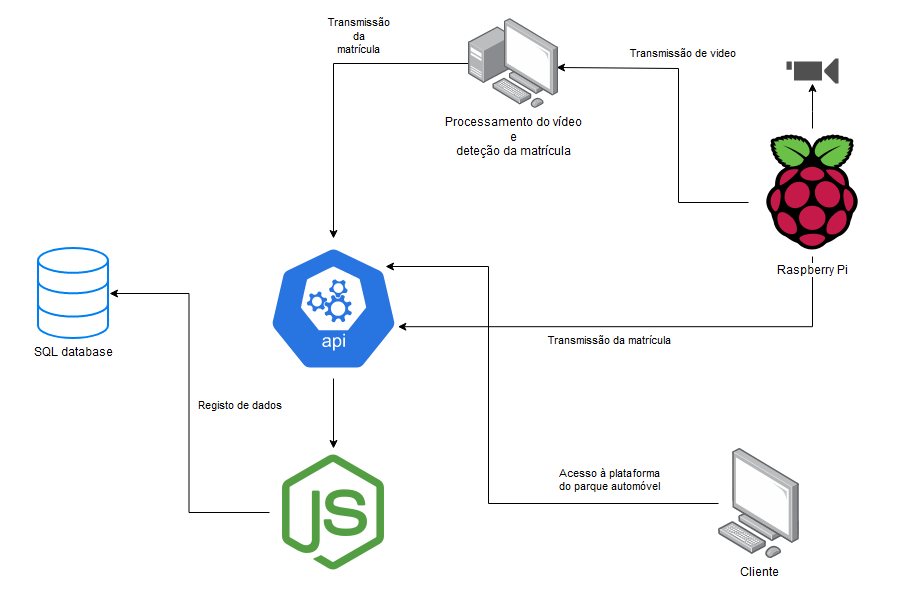 Transmissão
da
matrícula
Transmissão de video
Processamento do vídeo
e
deteção da matrícula
Raspberry Pi
api
SQL database
Transmissão da matrícula
Registo de dados
Acesso à plataforma
do parque automóvel
JS
Cliente